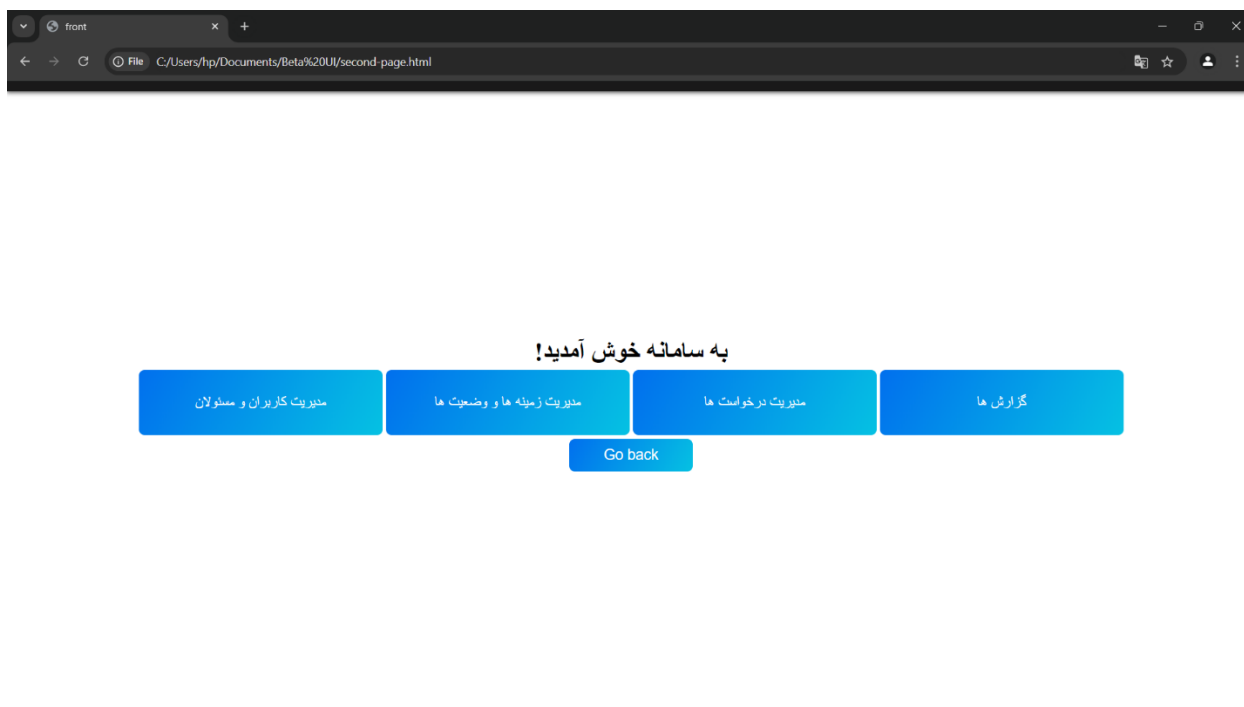 front
File C:/Users/hp/Documents/Beta%20UI/second-page.html
به سامانه خوش آمدید!
گزارش ها
مدیریت درخواست ها
مدیریت زمینه ها و وضعیت ها
مدیریت کاربران و مسئولان
Go back